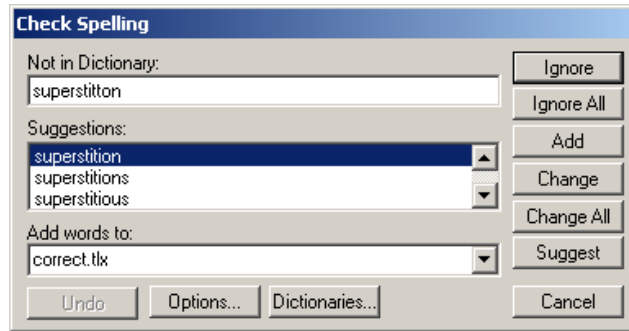 Check Spelling
Not in Dictionary:
superstitton
Suggestions:
superstition
superstitions
superstitious
Add words to:
correct.tlx
Ignore
Ignore All
Add
Change
Change All
Suggest
Undo
Options...
Dictionaries...
Cancel